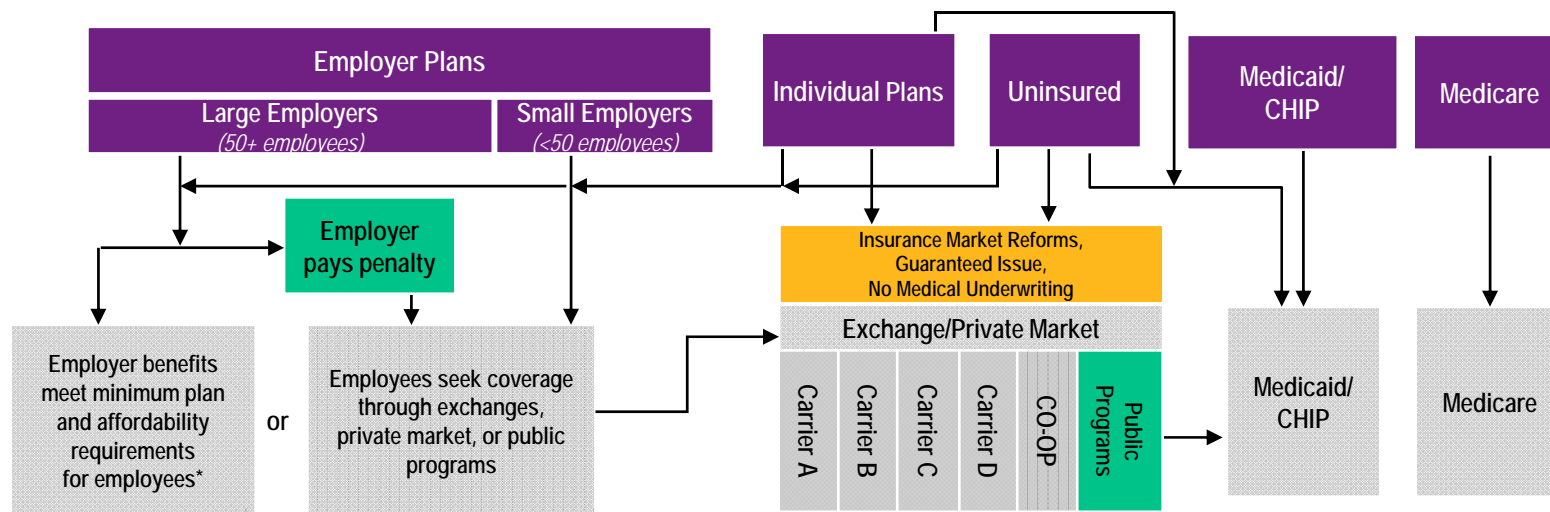 Employer Plans
Large Employers
(50+ employees)
Small Employers
(<50 employees)
Individual Plans
Uninsured
Medicaid/
CHIP
Medicare
Employer
pays penalty
Insurance Market Reforms,
Guaranteed Issue,
No Medical Underwriting
Exchange/Private Market
Employer benefits
meet minimum plan
and affordability
requirements
for employees*
or
Employees seek coverage
through exchanges,
private market, or public
programs
Carrier A
Carrier B
Carrier C
Carrier D
CO-OP
Public
Programs
Medicaid/
CHIP
Medicare